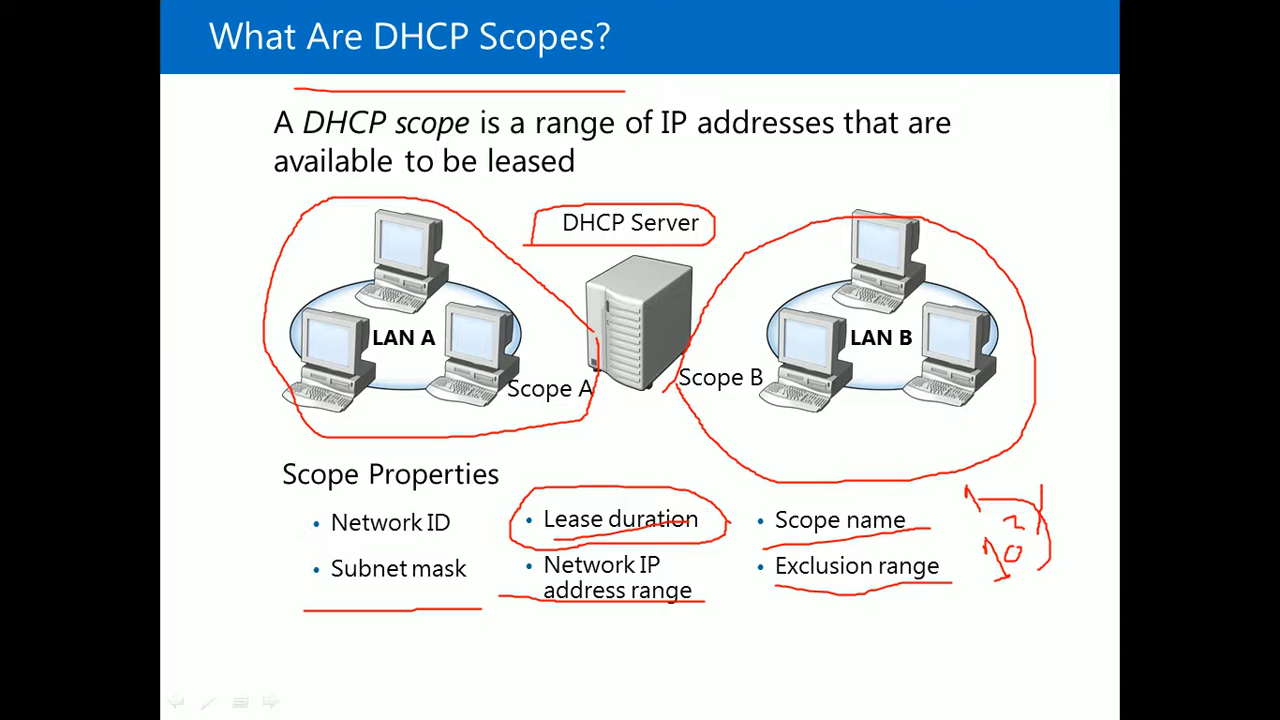 What Are DHCP Scopes?
A DHCP scope is a range of IP addresses that are
available to be leased
DHCP Server
LAN A
LAN B
Scope A
Scope B
Scope Properties
• Network ID
• Subnet mask
• Lease duration
• Network IP
address range
• Scope name
• Exclusion range